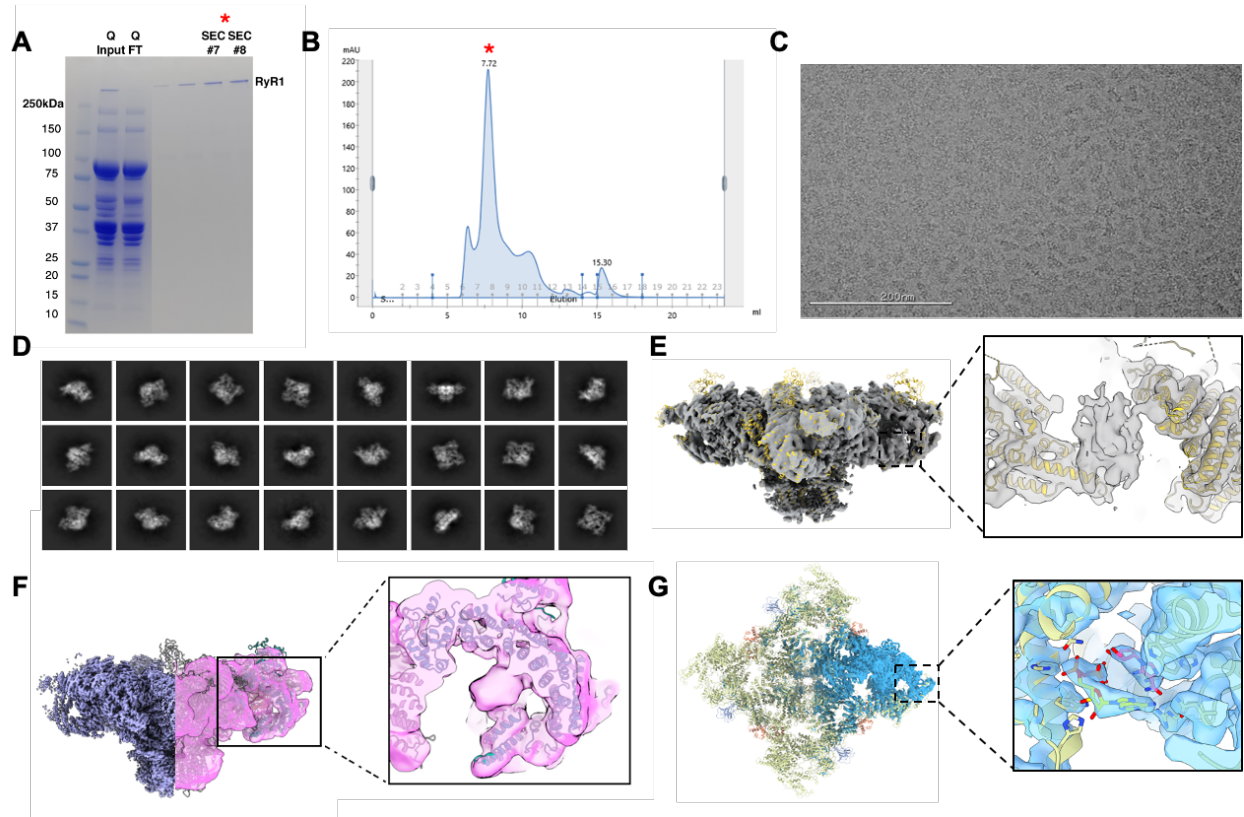 A
Q Q
Input FT
*
SEC SEC
#7 #8
RyR1
250kDa
150
100
75
50
37
25
20
15
10
B
mAU
*
7.72
220
200
180
160
140
120
100
80
60
40
20
0
15.30
S... 2 3 4 5 6 7 8 9 10 11 12 13 14 15 16 17 18 19 20 21 22 23
Elution
0 5 10 15 20 ml
C
200nm
D
E
F
G